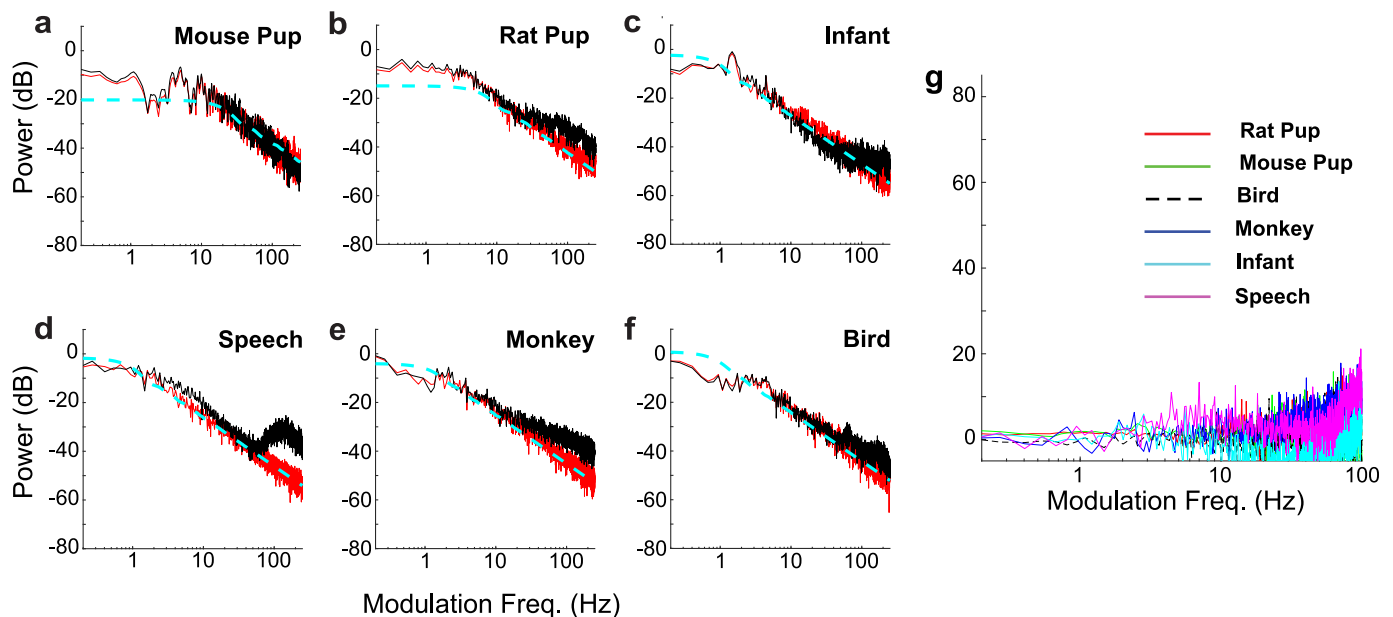 a
Mouse Pup
b
Rat Pup
c
Infant
Power (dB)
0
-20
-40
-60
-80
1
10
100
0
-20
-40
-60
-80
1
10
100
0
-20
-40
-60
-80
1
10
100
d
Speech
e
Monkey
f
Bird
Power (dB)
0
-20
-40
-60
-80
1
10
100
0
-20
-40
-60
-80
1
10
100
0
-20
-40
-60
-80
1
10
100
Modulation Freq. (Hz)
g
80
60
40
20
0
Rat Pup
Mouse Pup
Bird
Monkey
Infant
Speech
1
10
100
Modulation Freq. (Hz)